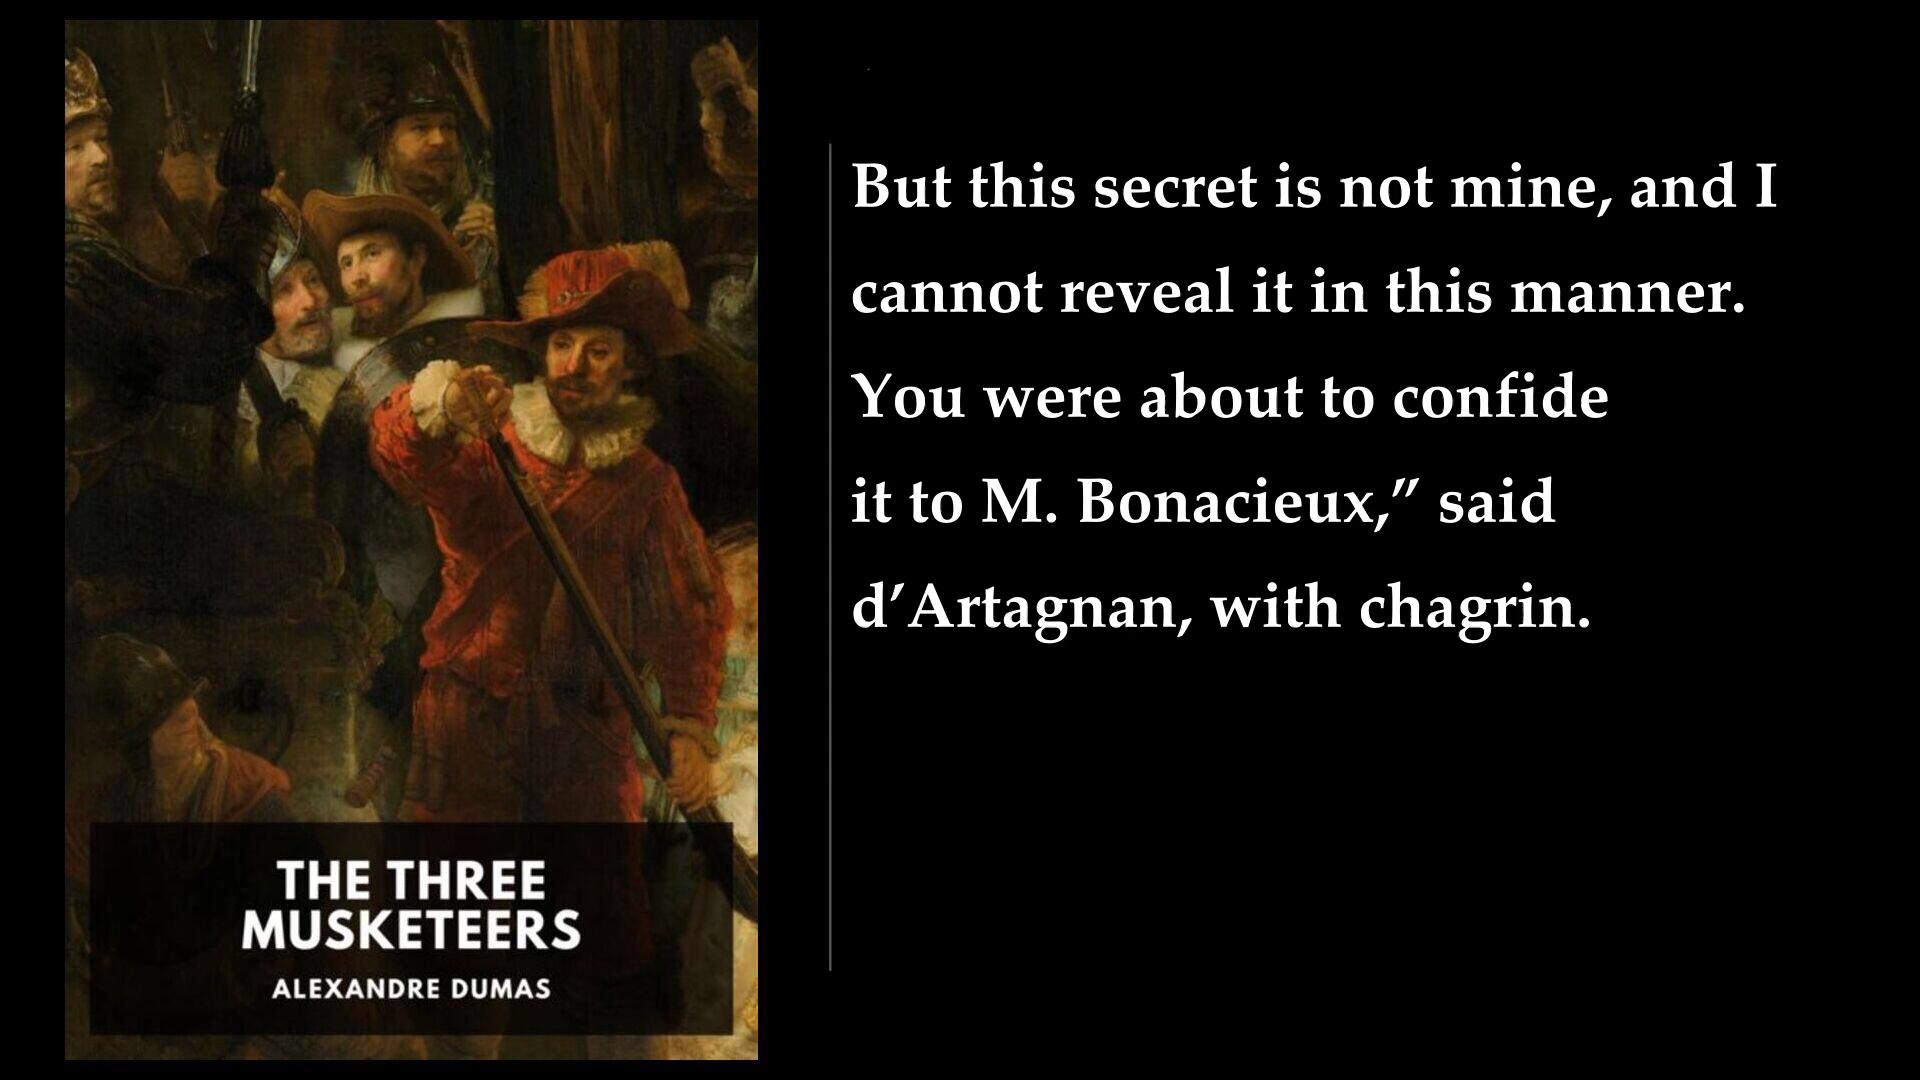 But this secret is not mine, and I
cannot reveal it in this manner.
You were about to confide
it to M. Bonacieux,” said
d’Artagnan, with chagrin.
THE THREE
MUSKETEERS
ALEXANDRE DUMAS